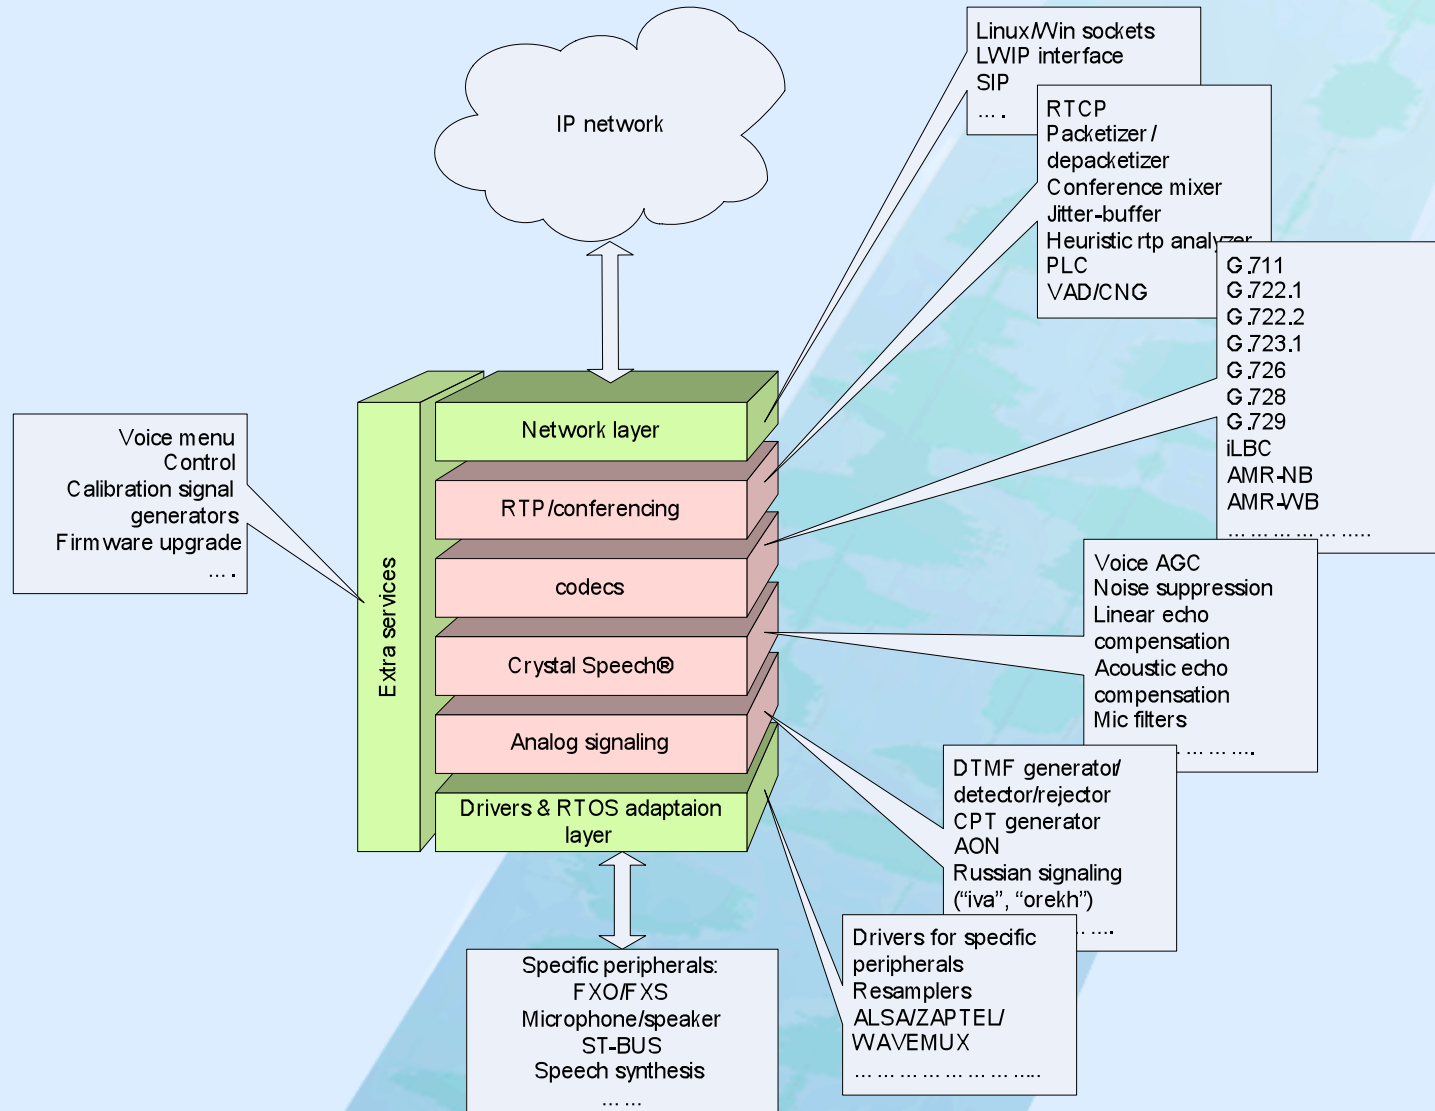 IP network
Linux/Win sockets
LWIP interface
SIP
... .
RTCP
Packetizer /
depacketizer
Conference mixer
Jitter-buffer
Heuristic rtp analyzer
PLC
VAD/CNG
G.711
G.722.1
G.722.2
G.723.1
G.726
G.728
G.729
iLBC
AMR-NB
AMR-WB
… … … … … …..
Voice menu
Control
Calibration signal
generators
Firmware upgrade
... .
Extra services
Network layer
RTP/conferencing
codecs
Crystal Speech®
Analog signaling
Drivers & RTOS adaptaion
layer
Voice AGC
Noise suppression
Linear echo
compensation
Acoustic echo
compensation
Mic filters
… … ….
DTMF generator/
detector/rejector
CPT generator
AON
Russian signaling
(“iva”, “orekh”)
… ….
Drivers for specific
peripherals
Resamplers
ALSA/ZAPTEL/
WAVEMUX
… … … … … … … …..
Specific peripherals:
FXO/FXS
Microphone/speaker
ST-BUS
Speech synthesis
… …